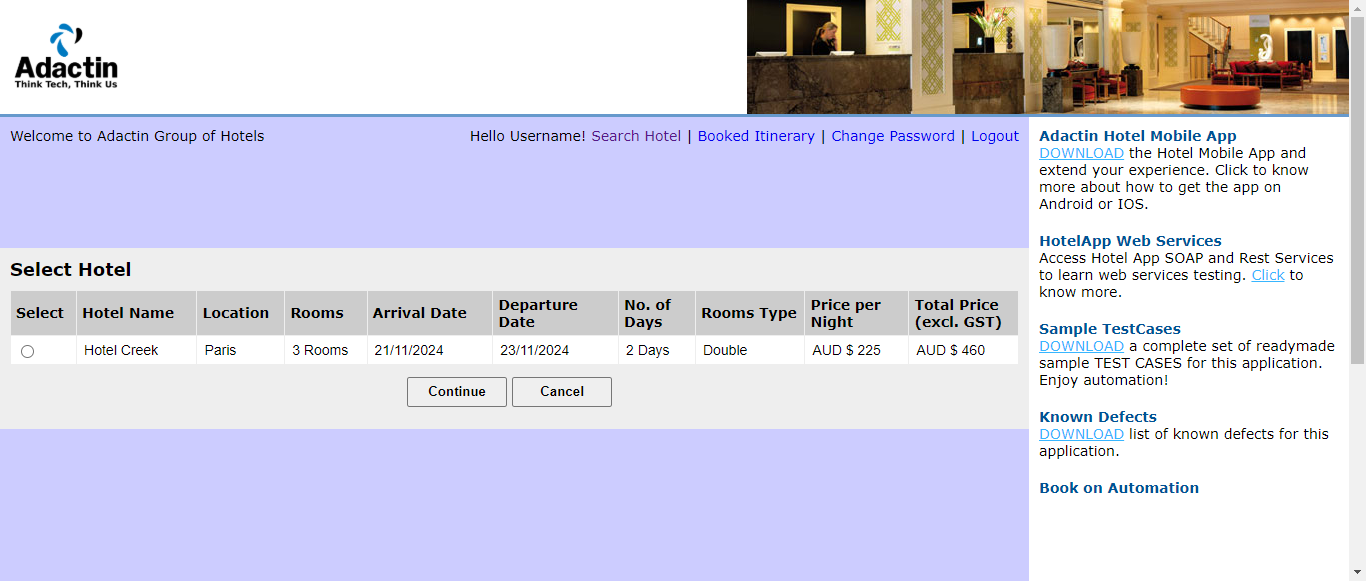 Adactin
Think Tech, Think Us
Welcome to Adactin Group of Hotels
Hello Username! Search Hotel | Booked Itinerary | Change Password | Logout
Select Hotel
Select Hotel Name Location Rooms Arrival Date Departure Date No. of Days Rooms Type Price per Night Total Price (excl. GST)
Hotel Creek Paris 3 Rooms 21/11/2024 23/11/2024 2 Days Double AUD $ 225 AUD $ 460
Continue Cancel
Adactin Hotel Mobile App
DOWNLOAD the Hotel Mobile App and
extend your experience. Click to know
more about how to get the app on
Android or IOS.
HotelApp Web Services
Access Hotel App SOAP and Rest Services
to learn web services testing. Click to
know more.
Sample TestCases
DOWNLOAD a complete set of readymade
sample TEST CASES for this application.
Enjoy automation!
Known Defects
DOWNLOAD list of known defects for this
application.
Book on Automation